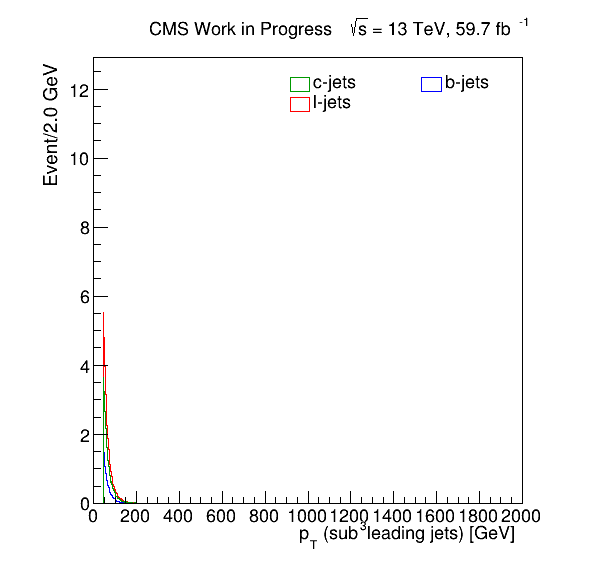 CMS Work in Progress √s = 13 TeV, 59.7 fb⁻¹
Event/2.0 GeV
c-jets b-jets
l-jets
12
10
8
6
4
2
0
0 200 400 600 800 1000 1200 1400 1600 1800 2000
p_T (sub³leading jets) [GeV]